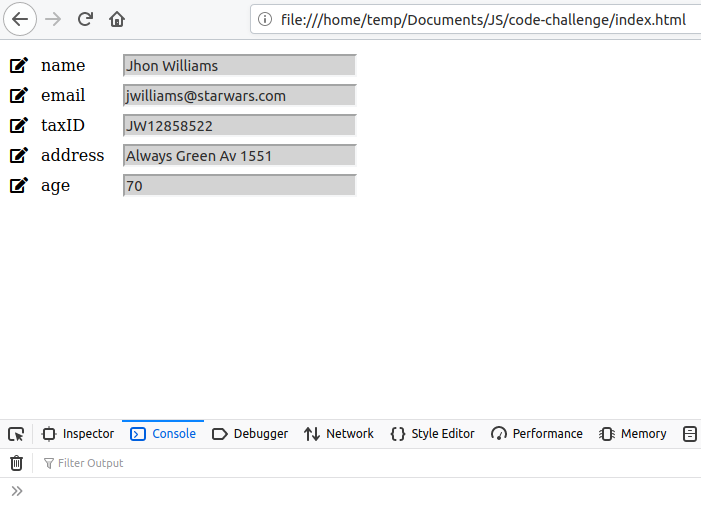 file:///home/temp/Documents/JS/code-challenge/index.html
name Jhon Williams
email jwilliams@starwars.com
taxID JW12858522
address Always Green Av 1551
age 70
Inspector Console Debugger Network Style Editor Performance Memory
Filter Output